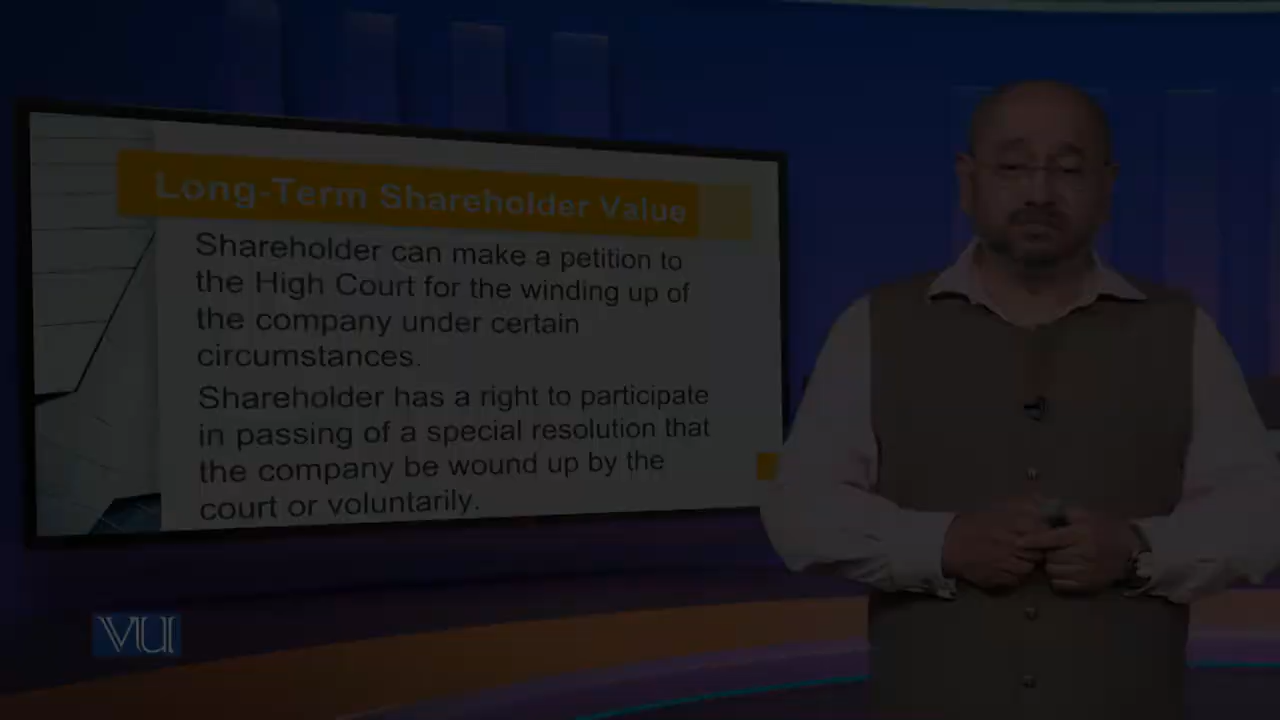 Long-Term Shareholder Value
Shareholder can make a petition to
the High Court for the winding up of
the company under certain
circumstances.
Shareholder has a right to participate
in passing of a special resolution that
the company be wound up by the
court or voluntarily.
VU